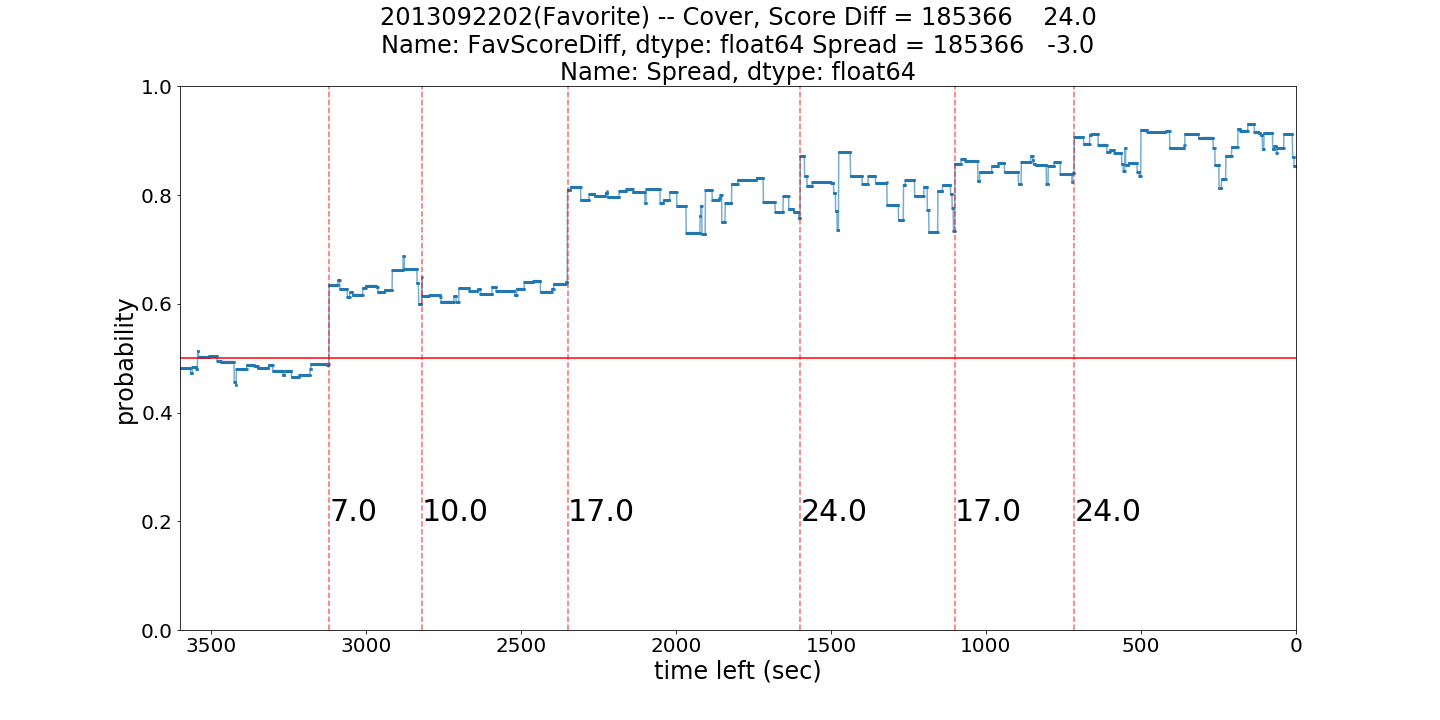 2013092202(Favorite) -- Cover, Score Diff = 185366    24.0
Name: FavScoreDiff, dtype: float64 Spread = 185366   -3.0
Name: Spread, dtype: float64
1.0
0.8
0.6
0.4
0.2
0.0
probability
7.0 10.0 17.0 24.0 17.0 24.0
3500 3000 2500 2000 1500 1000 500 0
time left (sec)